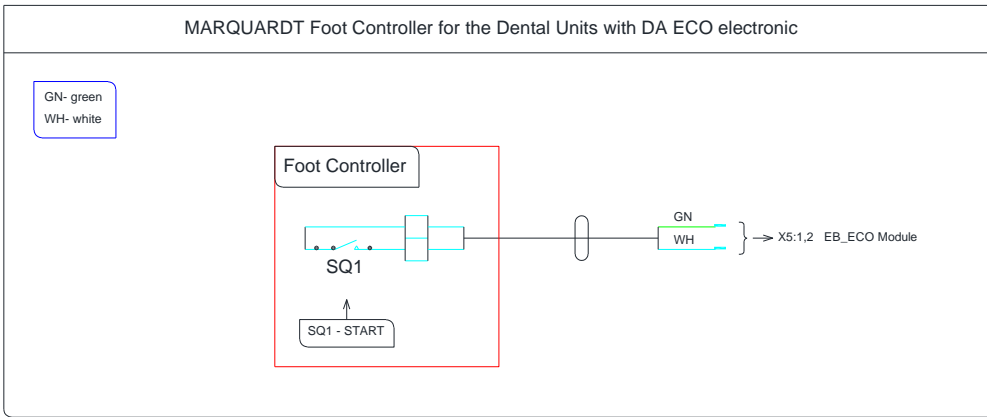 MARQUARDT Foot Controller for the Dental Units with DA ECO electronic
GN- green
WH- white
Foot Controller
GN
WH
X5:1,2 EB_ECO Module
SQ1
SQ1 - START